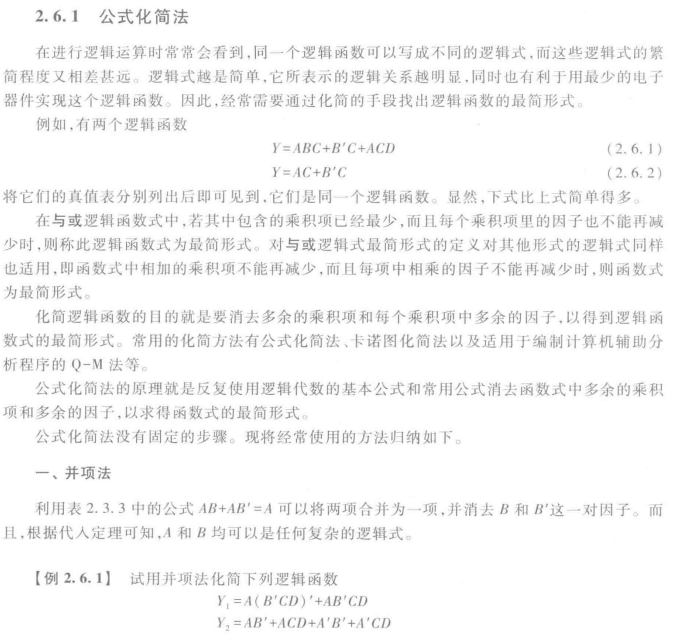 2.6.1 公式化简法
在进行逻辑运算时常常会看到,同一个逻辑函数可以写成不同的逻辑式,而这些逻辑式的繁
简程度又相差甚远。逻辑式越是简单,它所表示的逻辑关系越明显,同时也有利于用最少的电子
器件实现这个逻辑函数。因此,经常需要通过化简的手段找出逻辑函数的最简形式。
例如,有两个逻辑函数
Y=ABC+B'C+ACD (2.6.1)
Y=AC+B'C (2.6.2)
将它们的真值表分别列出后即可见到,它们是同一个逻辑函数。显然,下式比上式简单得多。
在与或逻辑函数式中,若其中包含的乘积项已经最少,而且每个乘积项里的因子也不能再减
少时,则称此逻辑函数式为最简形式。对与或逻辑式最简形式的定义对其他形式的逻辑式同样
也适用,即函数式中相加的乘积项不能再减少,而且每项中相乘的因子不能再减少时,则函数式
为最简形式。
化简逻辑函数的目的就是要消去多余的乘积项和每个乘积项中多余的因子,以得到逻辑函
数式的最简形式。常用的化简方法有公式化简法、卡诺图化简法以及适用于编制计算机辅助分
析程序的 Q-M 法等。
公式化简法的原理就是反复使用逻辑代数的基本公式和常用公式消去函数式中多余的乘积
项和多余的因子,以求得函数式的最简形式。
公式化简法没有固定的步骤。现将经常使用的方法归纳如下。
一、并项法
利用表 2.3.3 中的公式 AB+AB'=A 可以将两项合并为一项,并消去 B 和 B'这一对因子。而
且,根据代入定理可知,A 和 B 均可以是任何复杂的逻辑式。
【例 2.6.1】 试用并项法化简下列逻辑函数
Y₁=A(B'CD)'+AB'CD
Y₂=AB'+ACD+A'B'+A'CD